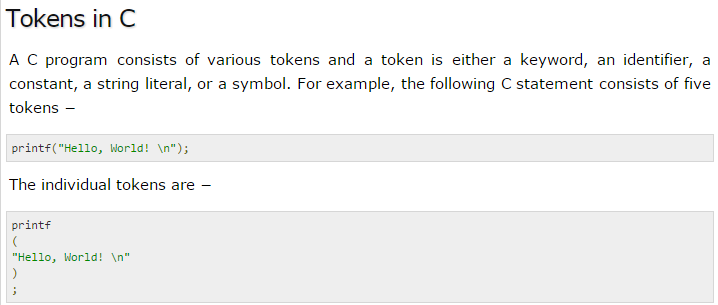 Tokens in C
A C program consists of various tokens and a token is either a keyword, an identifier, a
constant, a string literal, or a symbol. For example, the following C statement consists of five
tokens −
printf("Hello, World! \n");
The individual tokens are −
printf
(
"Hello, World! \n"
)
;